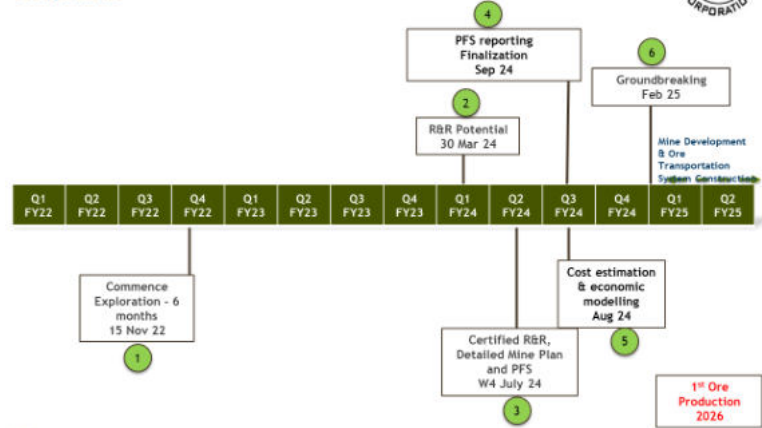 4
PFS reporting
Finalization
Sep 24
6
Groundbreaking
Feb 25
2
R&R Potential
30 Mar 24
Mine Development
& Ore
Transportation
System Construction
Q1 FY22
Q2 FY22
Q3 FY22
Q4 FY22
Q1 FY23
Q2 FY23
Q3 FY23
Q4 FY23
Q1 FY24
Q2 FY24
Q3 FY24
Q4 FY24
Q1 FY25
Q2 FY25
Commence
Exploration - 6
months
15 Nov 22
1
Cost estimation
& economic
modelling
Aug 24
5
Certified R&R,
Detailed Mine Plan
and PFS
W4 July 24
3
1st Ore
Production
2026